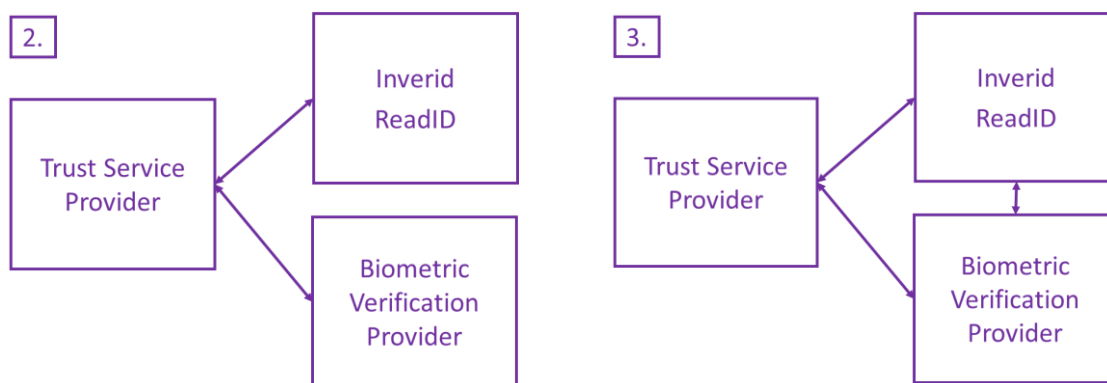 2.
Inverid
ReadID
Trust Service
Provider
Biometric
Verification
Provider
3.
Inverid
ReadID
Trust Service
Provider
Biometric
Verification
Provider